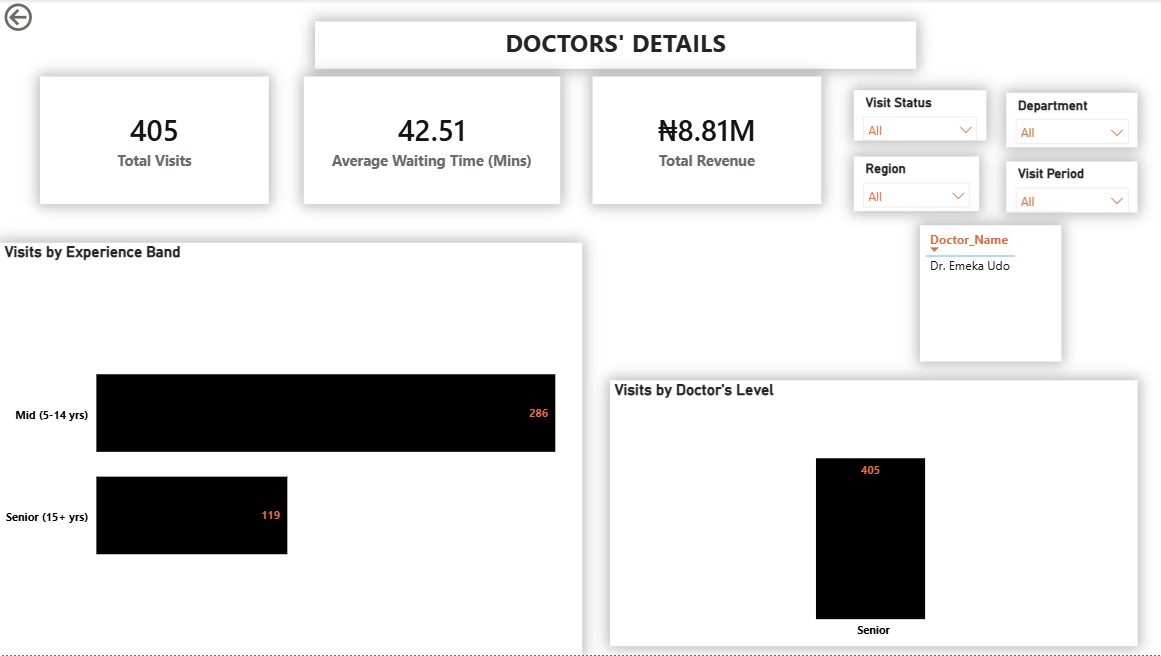 DOCTORS' DETAILS
405
Total Visits
42.51
Average Waiting Time (Mins)
₦8.81M
Total Revenue
Visit Status
All
Department
All
Region
All
Visit Period
All
Doctor_Name
Dr. Emeka Udo
Visits by Experience Band
Mid (5-14 yrs)
286
Senior (15+ yrs)
119
Visits by Doctor's Level
405
Senior